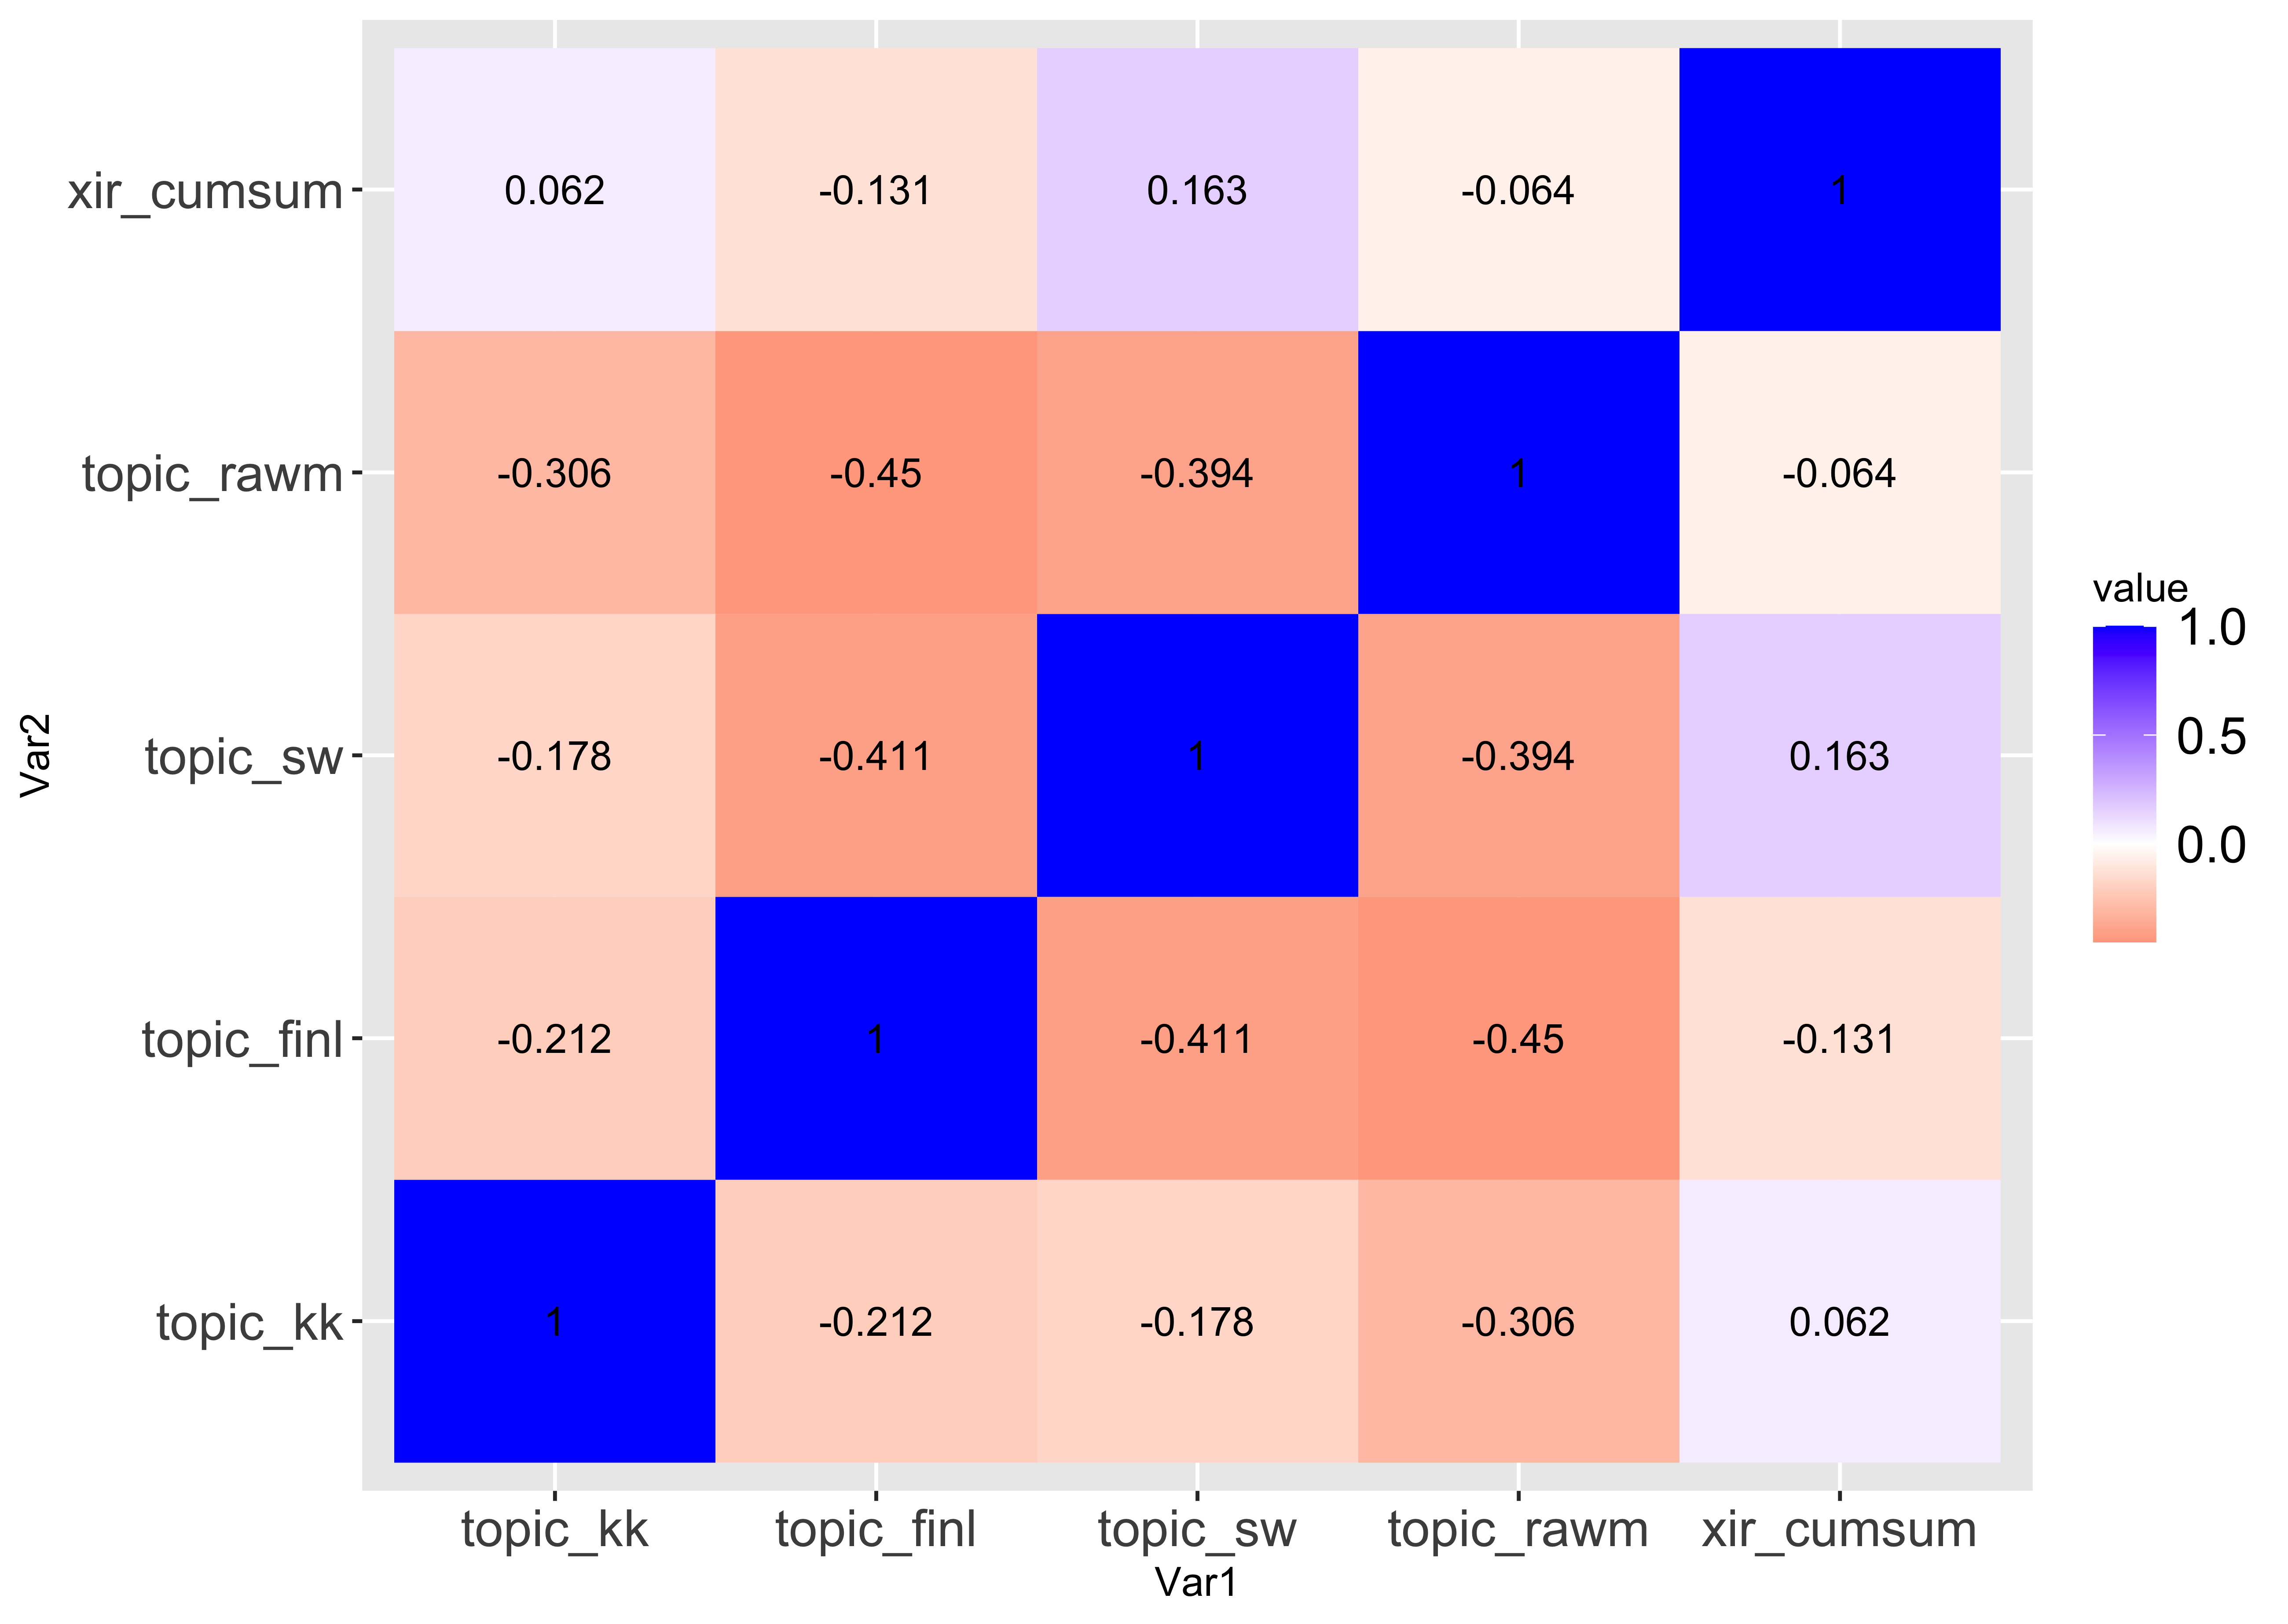 xir_cumsum 0.062 -0.131 0.163 -0.064 1
topic_rawm -0.306 -0.45 -0.394 1 -0.064
topic_sw -0.178 -0.411 1 -0.394 0.163
topic_finl -0.212 1 -0.411 -0.45 -0.131
topic_kk 1 -0.212 -0.178 -0.306 0.062
topic_kk topic_finl topic_sw topic_rawm xir_cumsum
Var1
Var2
value
1.0
0.5
0.0